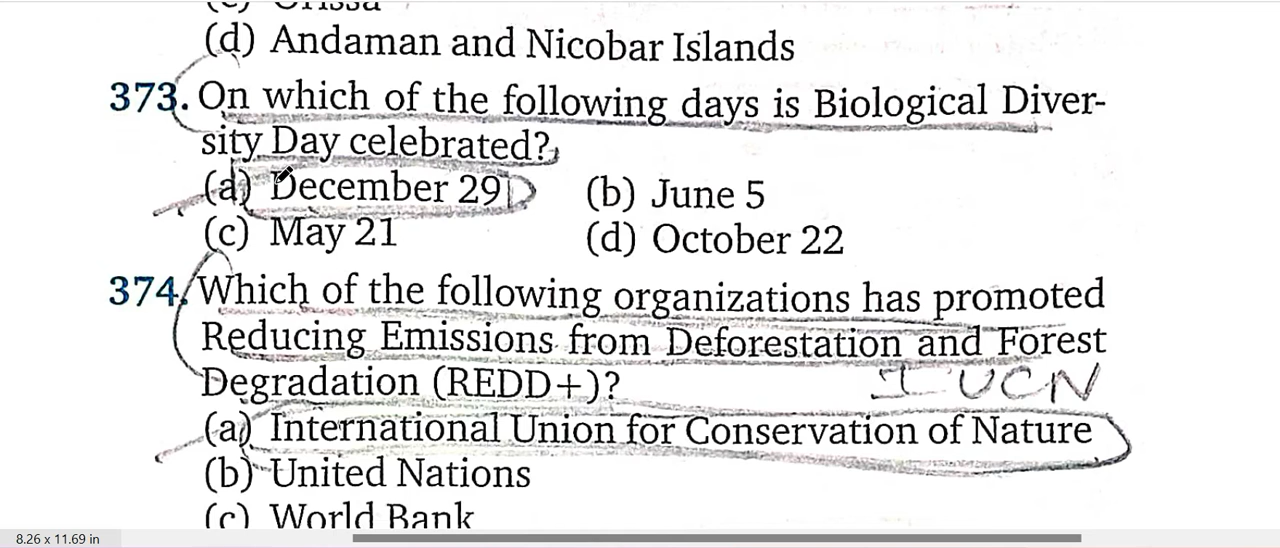 (c) Orissa
(d) Andaman and Nicobar Islands
373. On which of the following days is Biological Diver-
sity Day celebrated?
(a) December 29 (b) June 5
(c) May 21 (d) October 22
374. Which of the following organizations has promoted
Reducing Emissions from Deforestation and Forest
Degradation (REDD+)?
IUCN
(a) International Union for Conservation of Nature
(b) United Nations
(c) World Bank
8.26 x 11.69 in